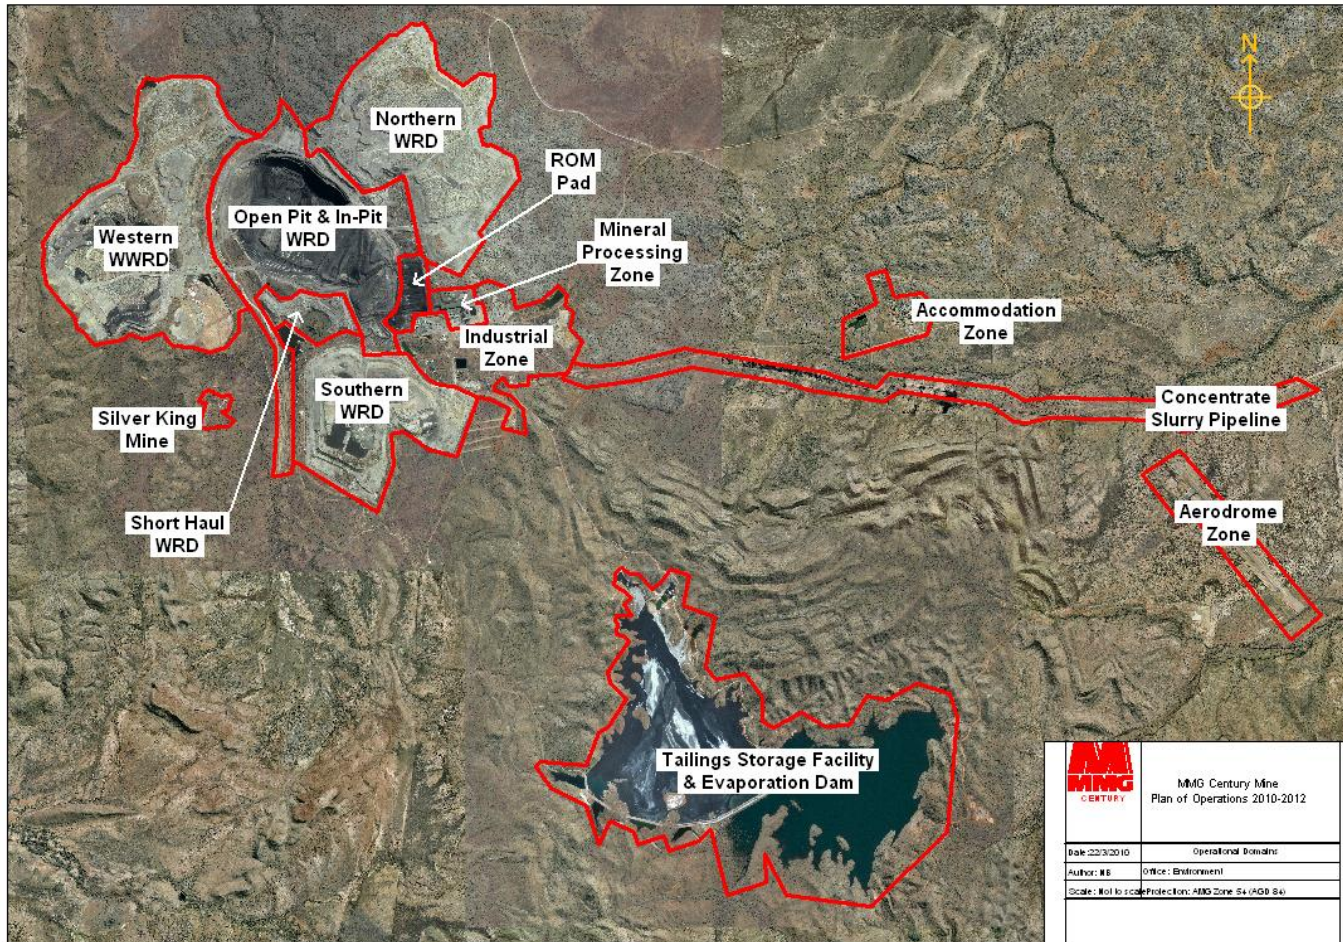 N
Northern
WRD
ROM
Pad
Open Pit & In-Pit
WRD
Mineral
Processing
Zone
Western
WWRD
Accommodation
Zone
Industrial
Zone
Southern
WRD
Silver King
Mine
Concentrate
Slurry Pipeline
Short Haul
WRD
Aerodrome
Zone
Tailings Storage Facility
& Evaporation Dam
MMG
CENTURY
MMG Century Mine
Plan of Operations 2010-2012
Date:22/3/2010
Operational Domains
Author: NB
Office: Environment
Scale: Not to scale
Projection: AMG Zone 54 (AGD 84)